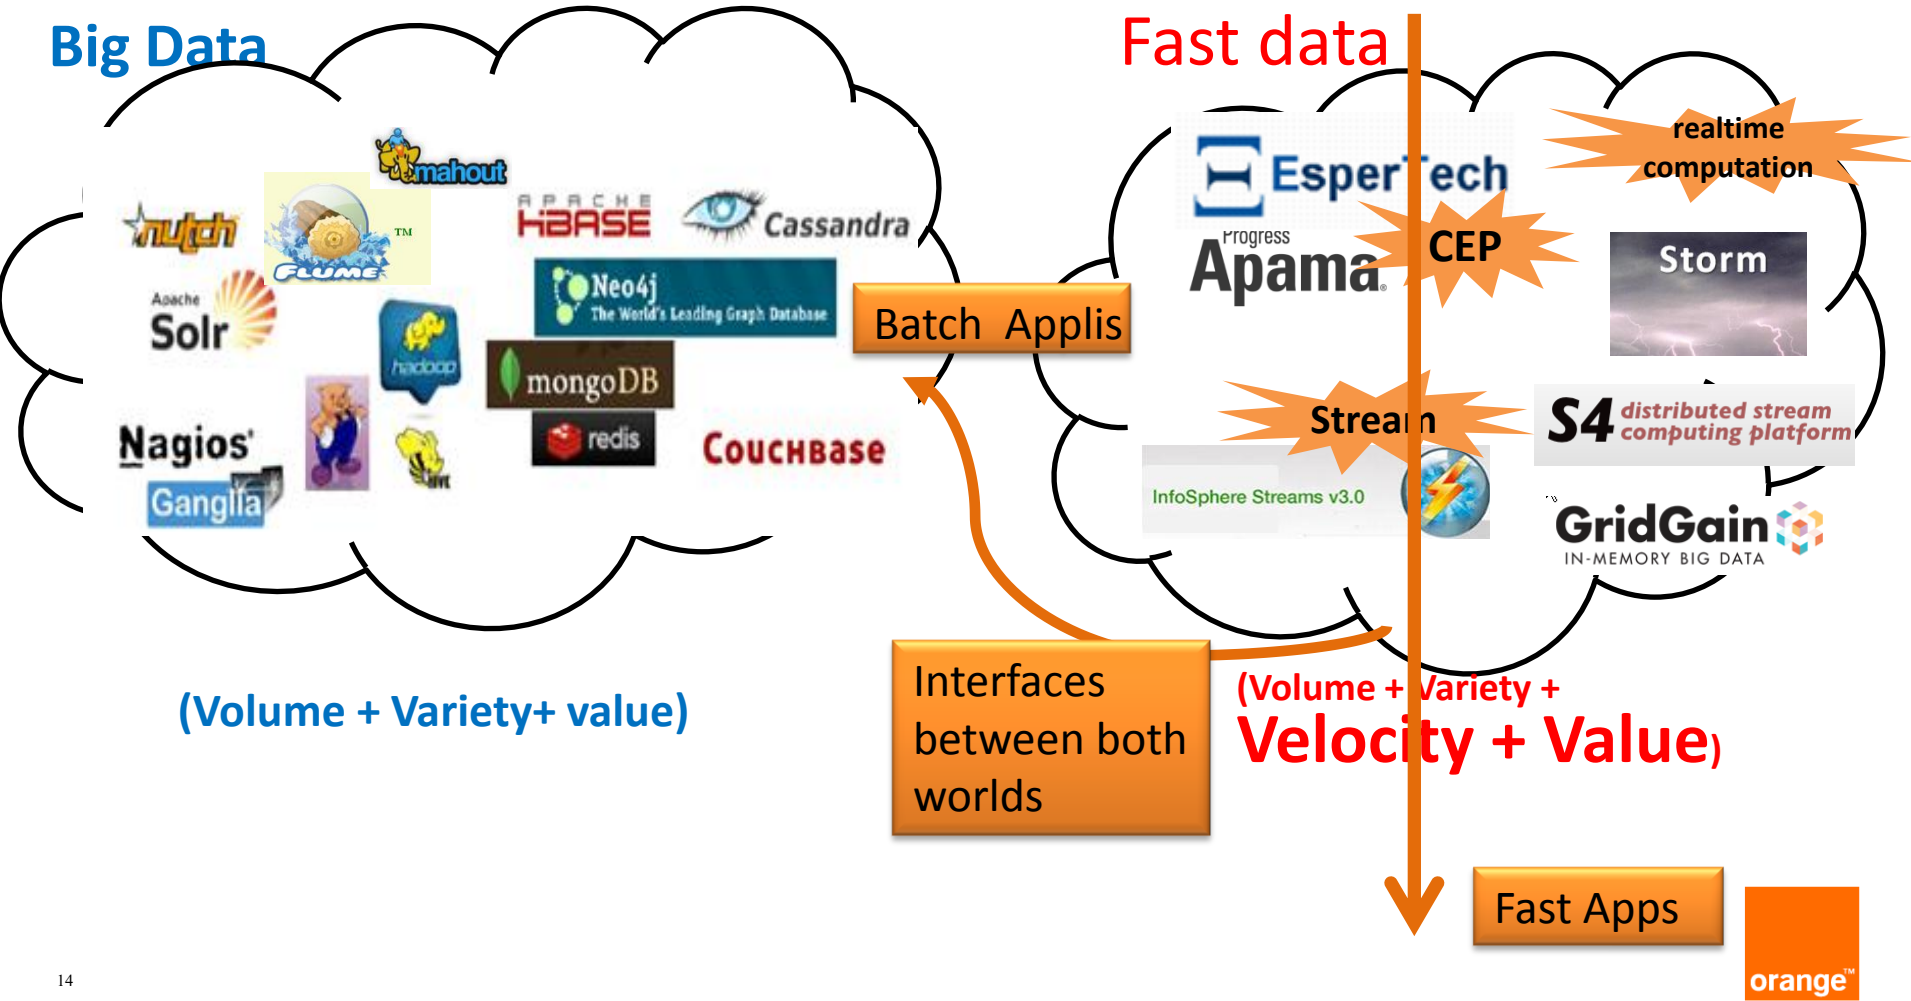 Big Data
Fast data
mahout
nutch
FLUME
TM
APACHE
HBASE
Cassandra
Apache
Solr
hadoop
Neo4j
The World's Leading Graph Database
mongoDB
redis
COUCHBASE
Nagios
Ganglia
HIVE
Batch  Applis
EsperTech
Progress
Apama
CEP
realtime
computation
Storm
Stream
S4 distributed stream
computing platform
InfoSphere Streams v3.0
GridGain
IN-MEMORY BIG DATA
(Volume + Variety+ value)
Interfaces
between both
worlds
(Volume + Variety +
Velocity + Value)
Fast Apps
orange™
14